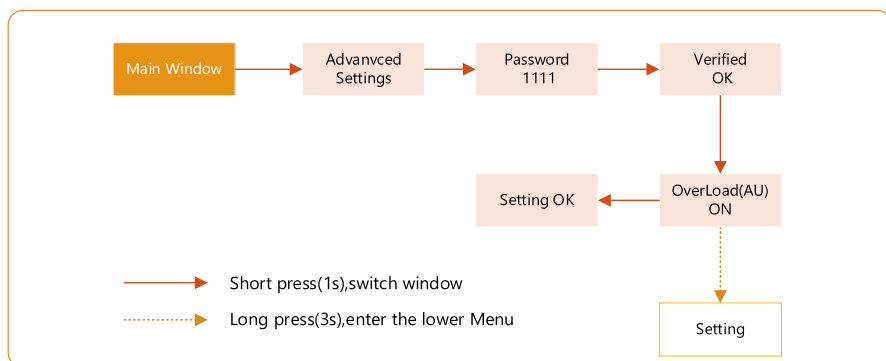 Main Window
Advanvced
Settings
Password
1111
Verified
OK
Setting OK
OverLoad(AU)
ON
Short press(1s),switch window
Long press(3s),enter the lower Menu
Setting